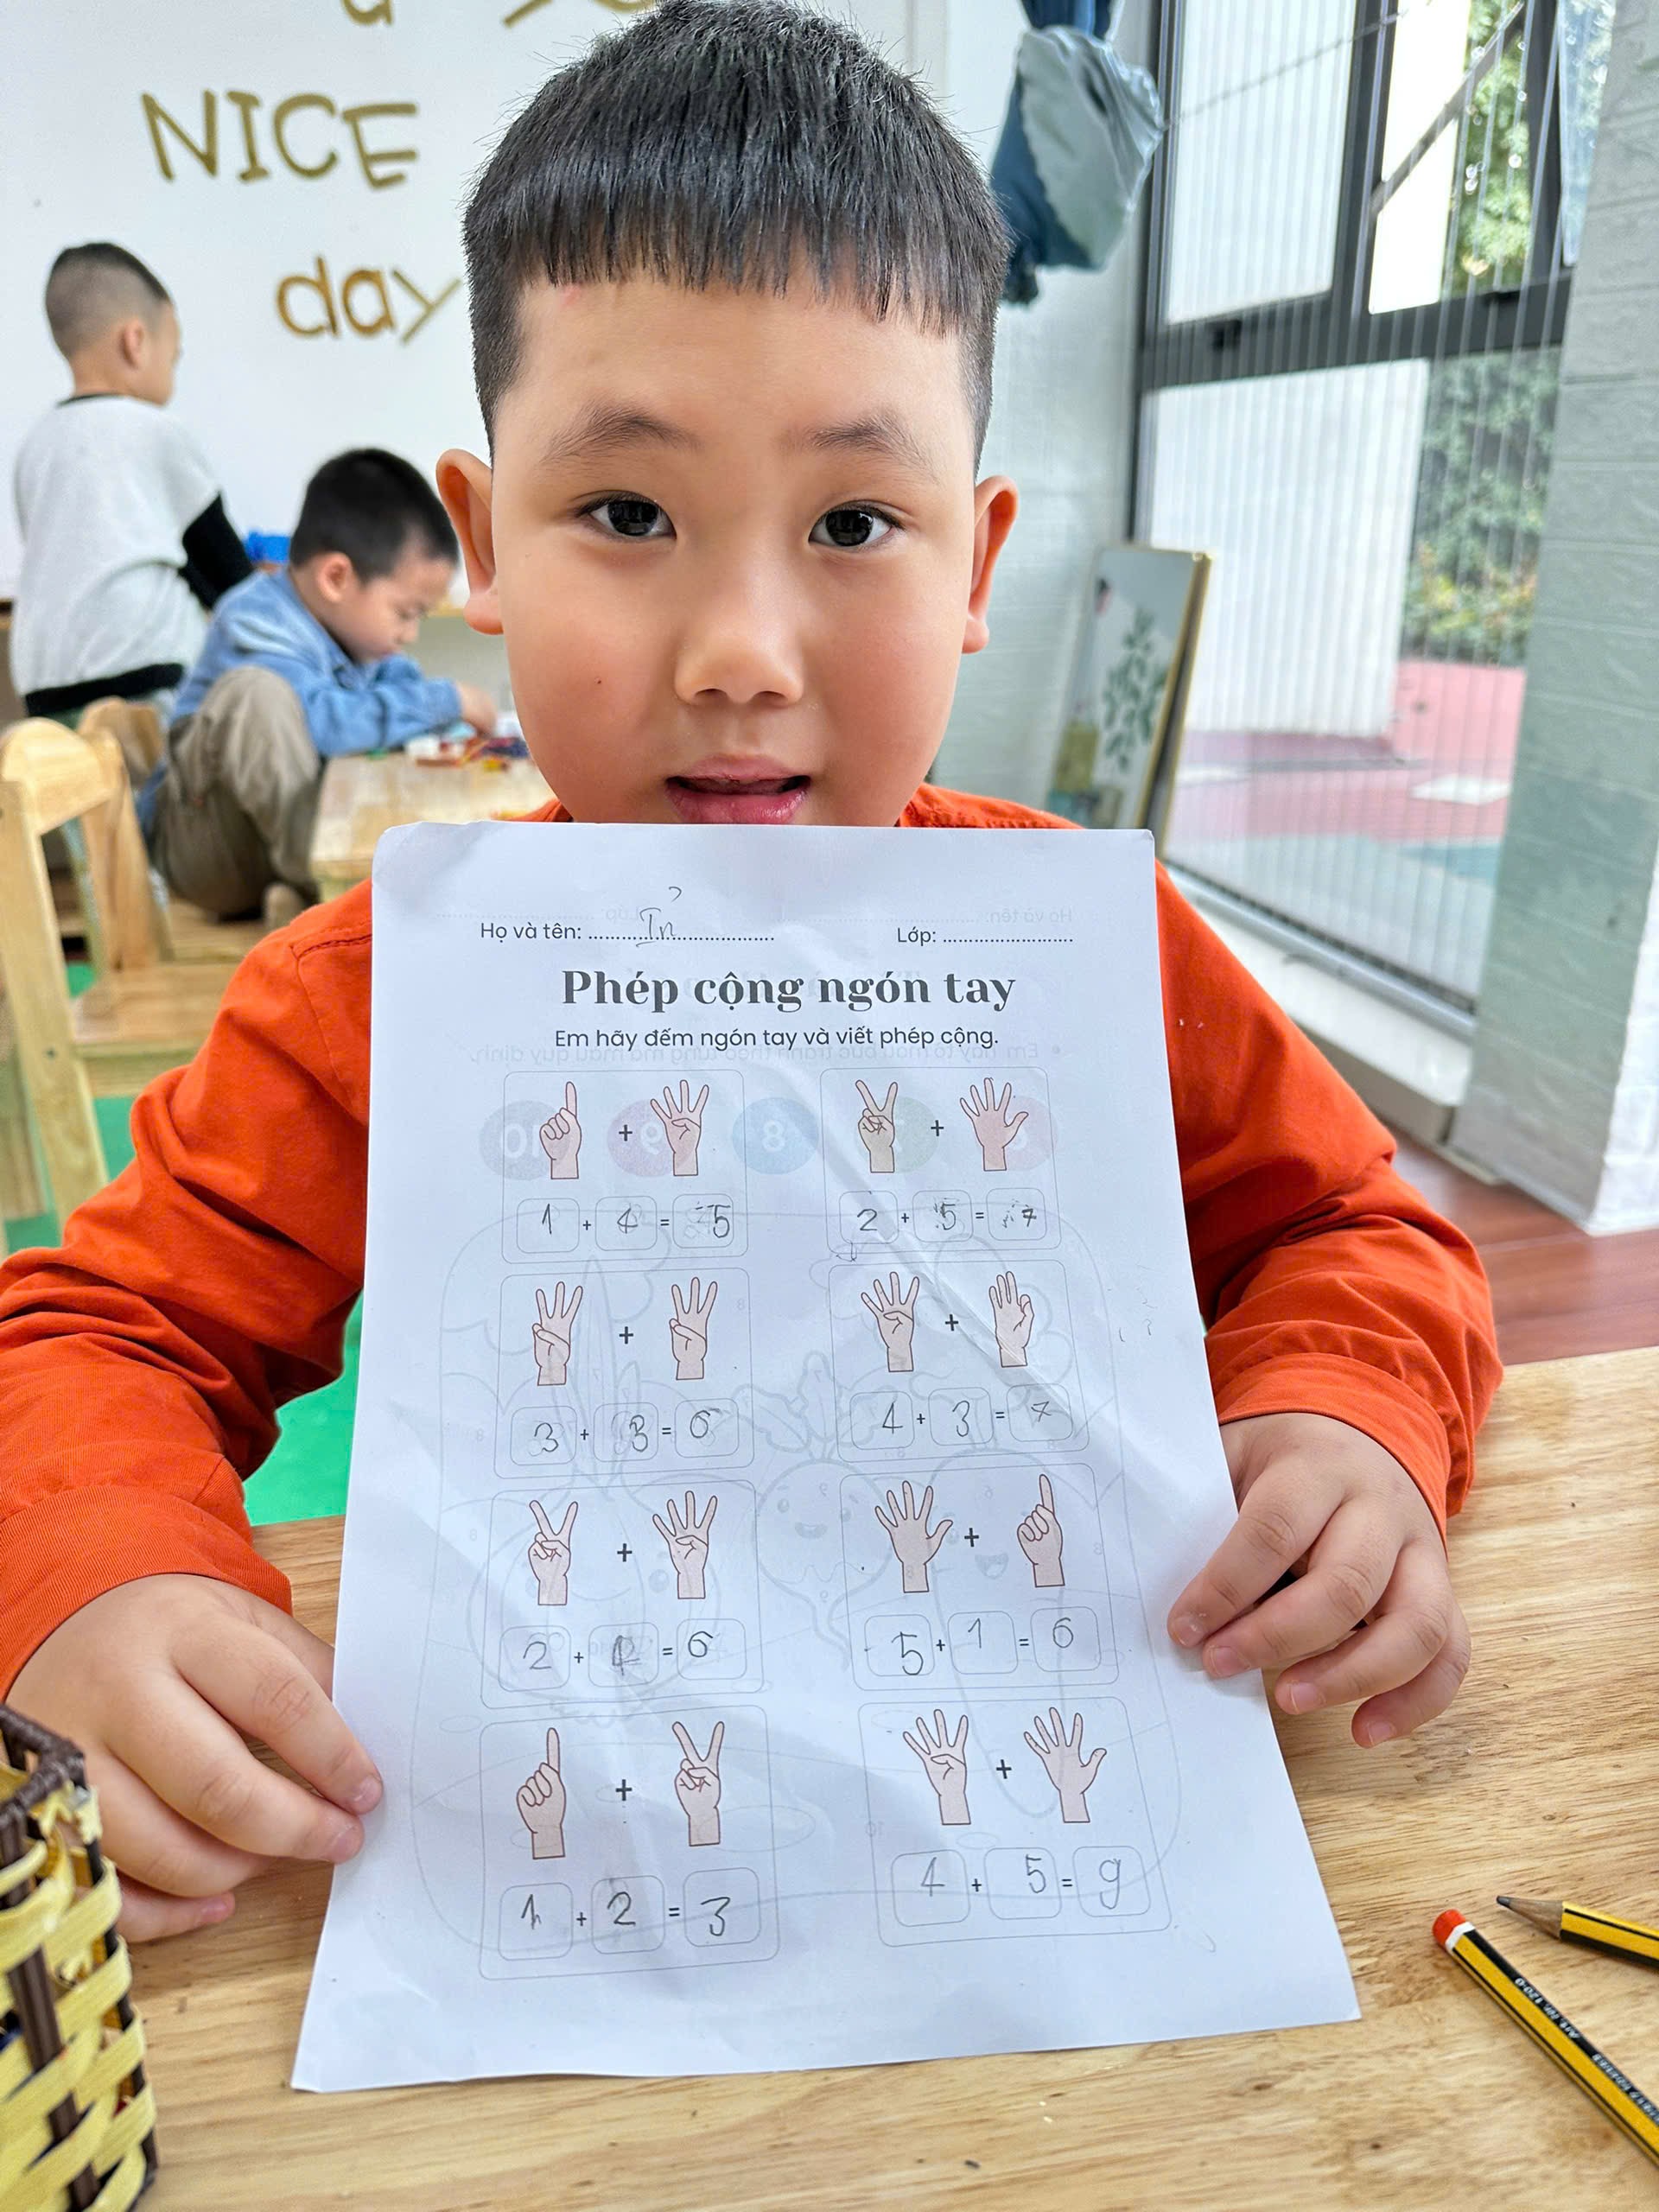 NICE
day
Họ và tên: ........In........ Lớp: ........................
Phép cộng ngón tay
Em hãy đếm ngón tay và viết phép cộng.
+ +
1 + 4 = 5 2 + 5 = 7
+ +
3 + 3 = 6 4 + 3 = 7
+ +
2 + 4 = 6 5 + 1 = 6
+ +
1 + 2 = 3 4 + 5 = 9